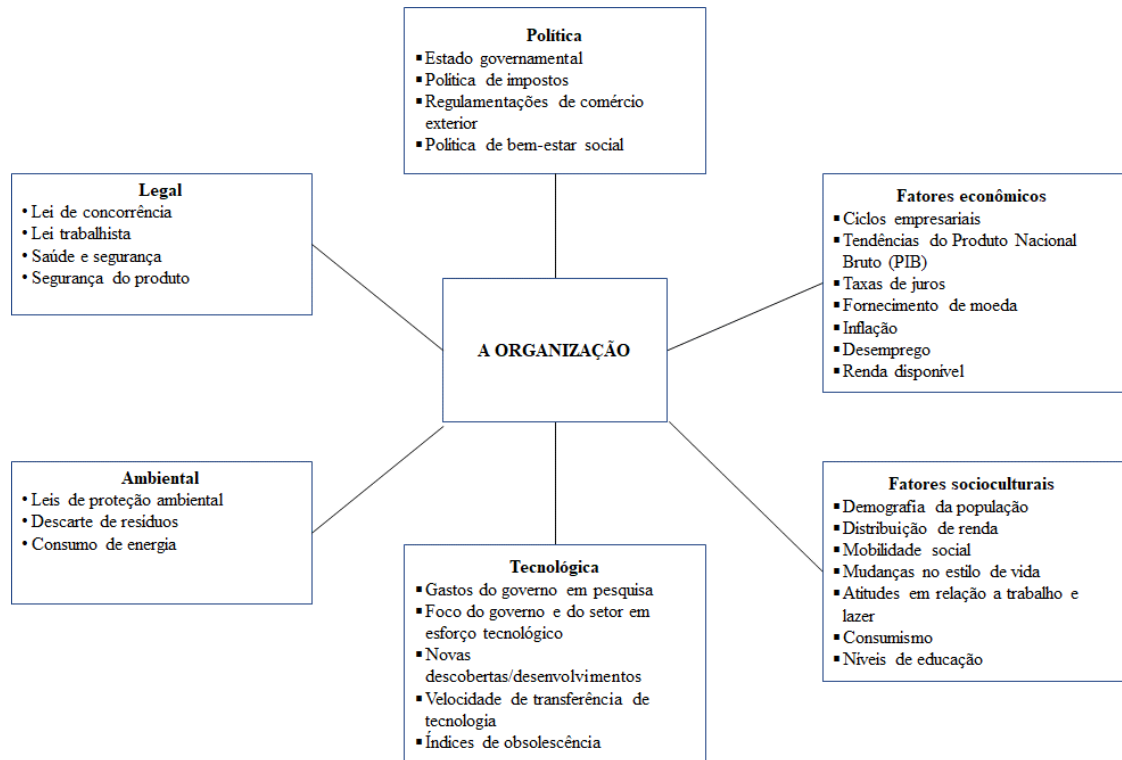 Política
▪ Estado governamental
▪ Política de impostos
▪ Regulamentações de comércio
exterior
▪ Política de bem-estar social
Legal
• Lei de concorrência
• Lei trabalhista
• Saúde e segurança
• Segurança do produto
Fatores econômicos
▪ Ciclos empresariais
▪ Tendências do Produto Nacional
Bruto (PIB)
▪ Taxas de juros
▪ Fornecimento de moeda
▪ Inflação
▪ Desemprego
▪ Renda disponível
A ORGANIZAÇÃO
Ambiental
• Leis de proteção ambiental
• Descarte de resíduos
• Consumo de energia
Tecnológica
▪ Gastos do governo em pesquisa
▪ Foco do governo e do setor em
esforço tecnológico
▪ Novas
descobertas/desenvolvimentos
▪ Velocidade de transferência de
tecnologia
▪ Índices de obsolescência
Fatores socioculturais
▪ Demografia da população
▪ Distribuição de renda
▪ Mobilidade social
▪ Mudanças no estilo de vida
▪ Atitudes em relação a trabalho e
lazer
▪ Consumismo
▪ Níveis de educação